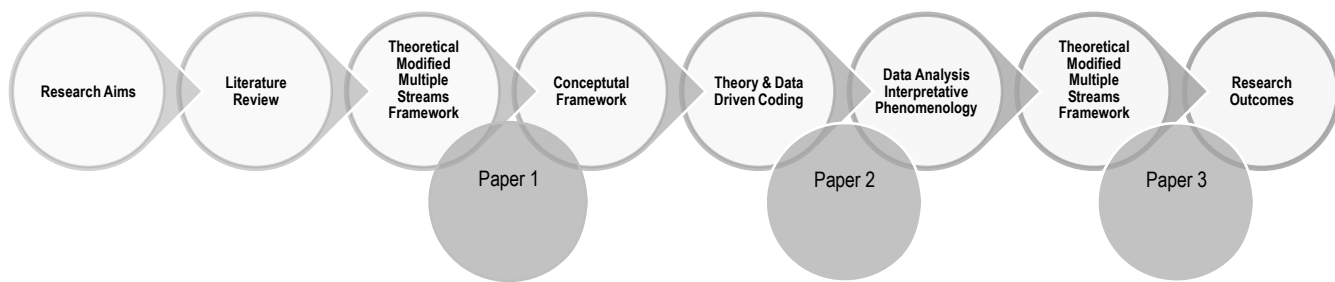 Research Aims
Literature
Review
Theoretical
Modified
Multiple
Streams
Framework
Conceptutal
Framework
Theory & Data
Driven Coding
Data Analysis
Interpretative
Phenomenology
Theoretical
Modified
Multiple
Streams
Framework
Research
Outcomes
Paper 1
Paper 2
Paper 3